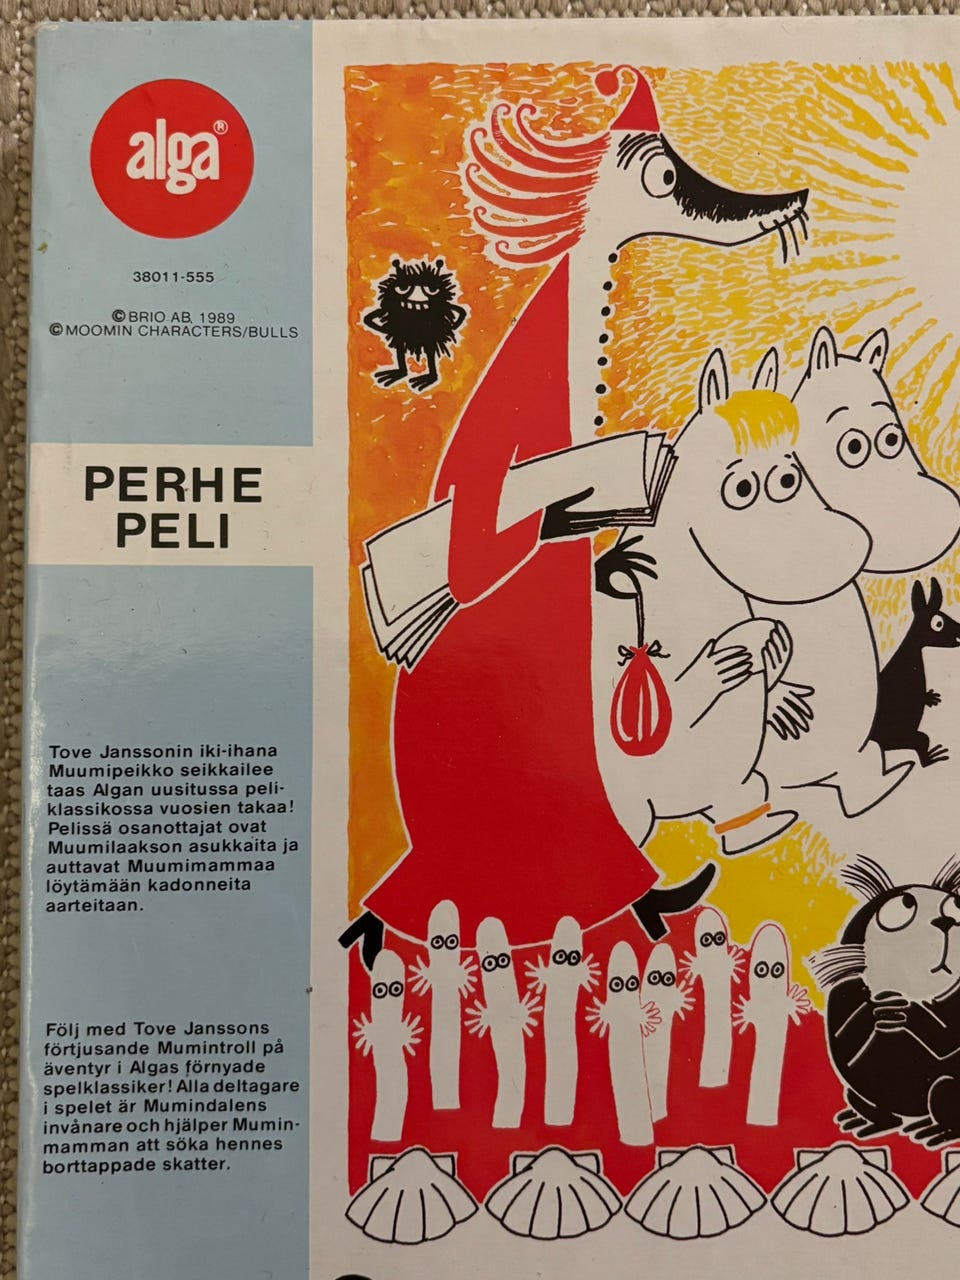 alga®
38011-555
©BRIO AB, 1989
©MOOMIN CHARACTERS/BULLS
PERHE
PELI
Tove Janssonin iki-ihana
Muumipeikko seikkailee
taas Algan uusitussa peli-
klassikossa vuosien takaa!
Pelissä osanottajat ovat
Muumilaakson asukkaita ja
auttavat Muumimammaa
löytämään kadonneita
aarteitaan.
Följ med Tove Janssons
förtjusande Mumintroll på
äventyr i Algas förnyade
spelklassiker! Alla deltagare
i spelet är Mumindalens
invånare och hjälper Mumin-
mamman att söka hennes
borttappade skatter.